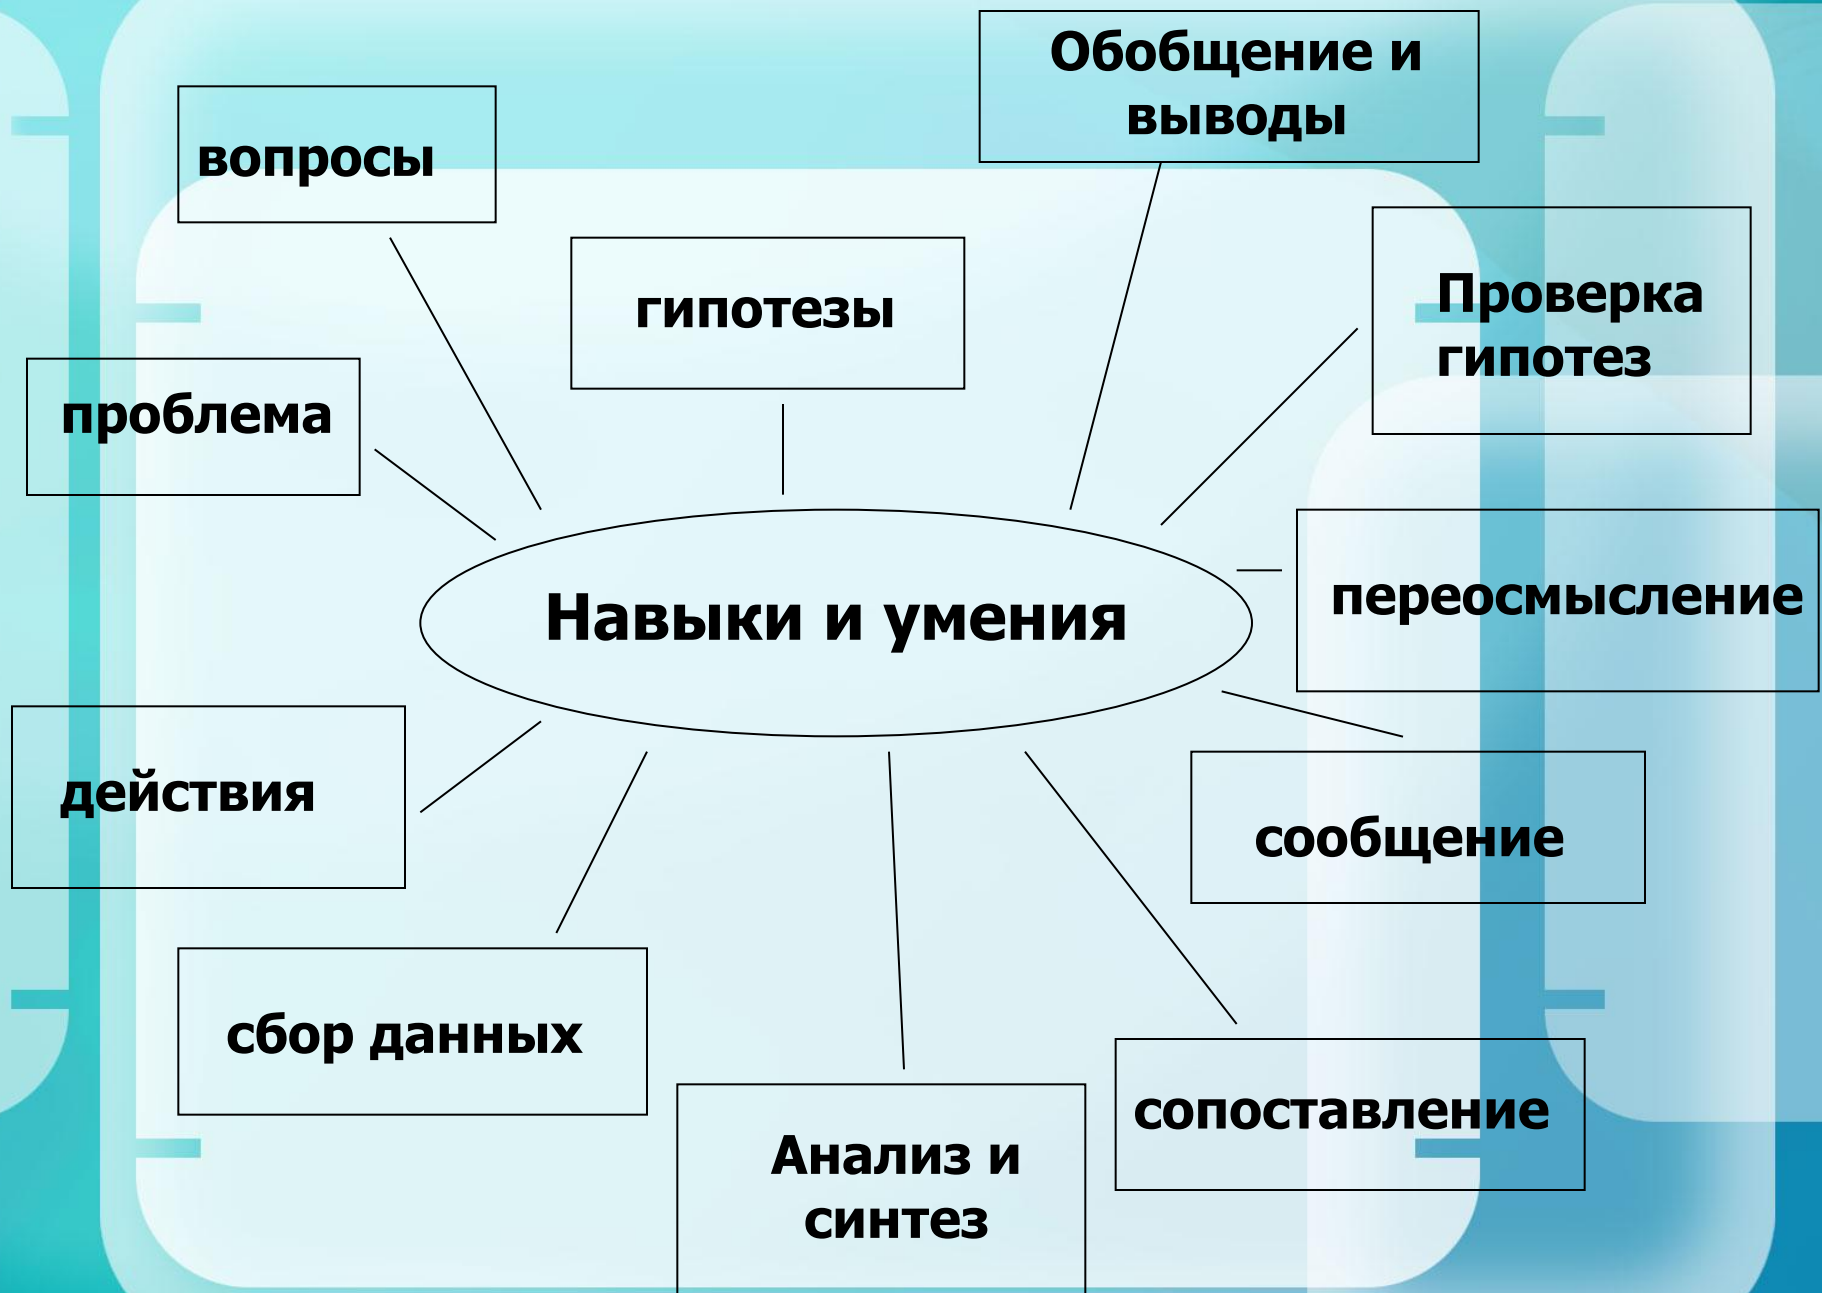 Обобщение и
выводы
вопросы
гипотезы
Проверка
гипотез
проблема
переосмысление
Навыки и умения
действия
сообщение
сбор данных
сопоставление
Анализ и
синтез